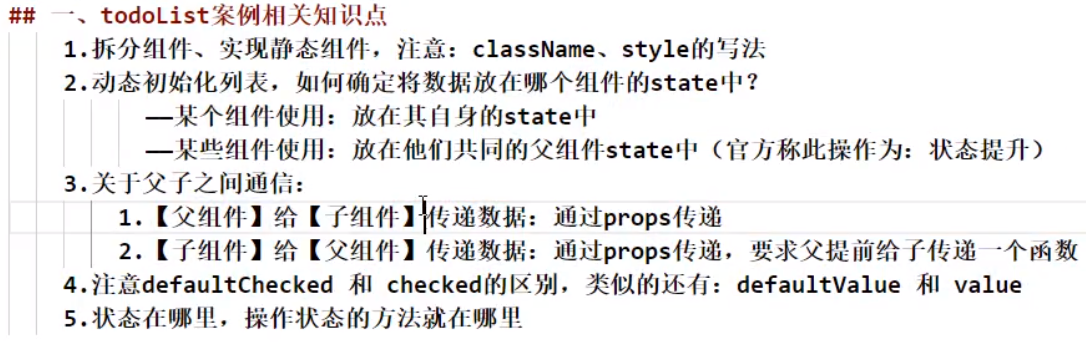 ## 一、todoList案例相关知识点
1.拆分组件、实现静态组件，注意：className、style的写法
2.动态初始化列表，如何确定将数据放在哪个组件的state中？
——某个组件使用：放在其自身的state中
——某些组件使用：放在他们共同的父组件state中（官方称此操作为：状态提升）
3.关于父子之间通信：
1.【父组件】给【子组件】传递数据：通过props传递
2.【子组件】给【父组件】传递数据：通过props传递，要求父提前给子传递一个函数
4.注意defaultChecked 和 checked的区别，类似的还有：defaultValue 和 value
5.状态在哪里，操作状态的方法就在哪里